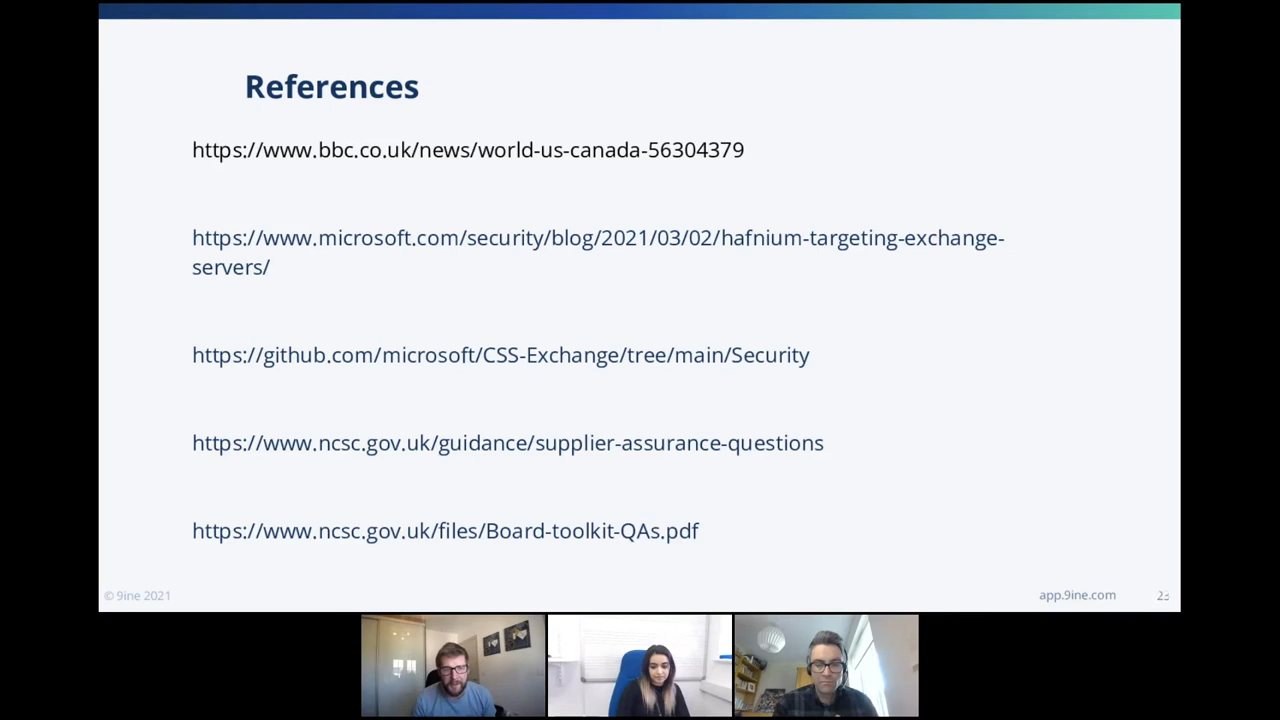 References
https://www.bbc.co.uk/news/world-us-canada-56304379
https://www.microsoft.com/security/blog/2021/03/02/hafnium-targeting-exchange-
servers/
https://github.com/microsoft/CSS-Exchange/tree/main/Security
https://www.ncsc.gov.uk/guidance/supplier-assurance-questions
https://www.ncsc.gov.uk/files/Board-toolkit-QAs.pdf
© 9ine 2021
app.9ine.com